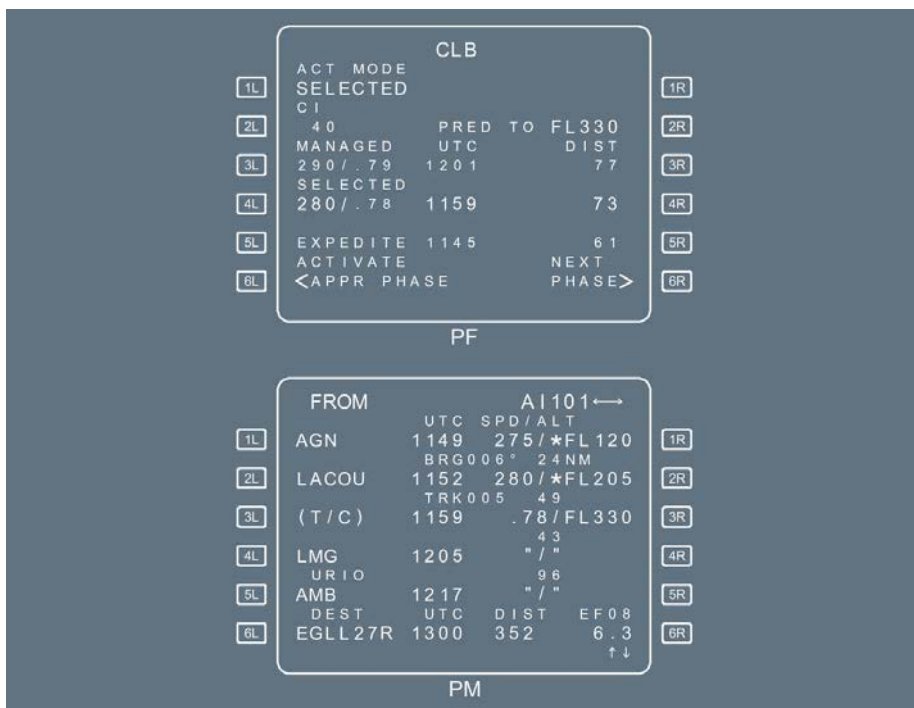 CLB
ACT MODE
1L SELECTED 1R
CI
2L 40 PRED TO FL330 2R
MANAGED UTC DIST
3L 290/.79 1201 77 3R
SELECTED
4L 280/.78 1159 73 4R
5L EXPEDITE 1145 61 5R
ACTIVATE NEXT
6L <APPR PHASE PHASE> 6R
PF
FROM AI101↔
UTC SPD/ALT
1L AGN 1149 275/*FL120 1R
BRG006° 24NM
2L LACOU 1152 280/*FL205 2R
TRK005 49
3L (T/C) 1159 .78/FL330 3R
43
4L LMG 1205 "/" 4R
URIO 96
5L AMB 1217 "/" 5R
DEST UTC DIST EF08
6L EGLL27R 1300 352 6.3 6R
↑↓
PM